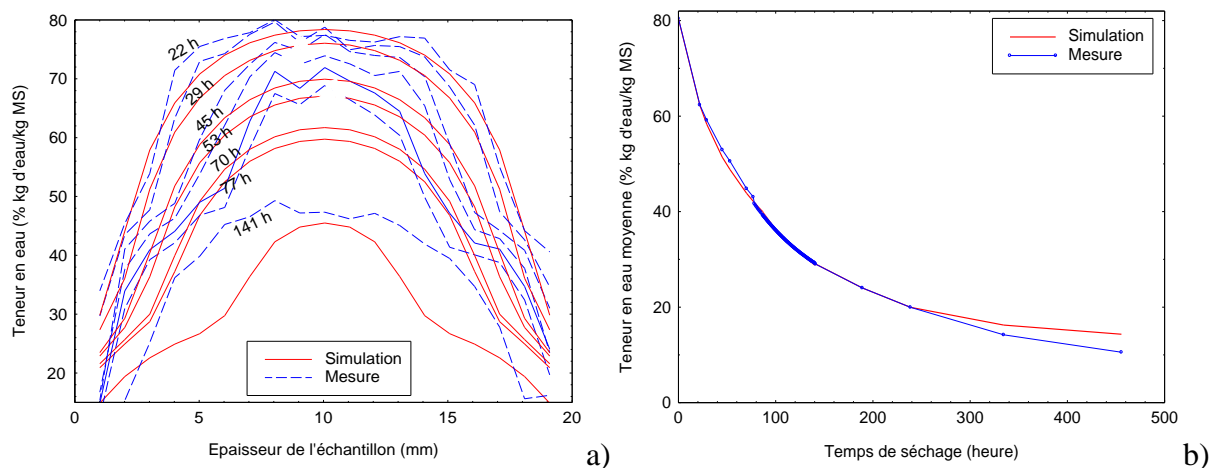 80
70
60
50
40
30
20
0
5
10
15
20
Teneur en eau (% kg d'eau/kg MS)
Epaisseur de l'échantillon (mm)
22 h
29 h
45 h
53 h
70 h
77 h
141 h
Simulation
Mesure
a)
80
60
40
20
0
0
100
200
300
400
500
Teneur en eau moyenne (% kg d'eau/kg MS)
Temps de séchage (heure)
Simulation
Mesure
b)